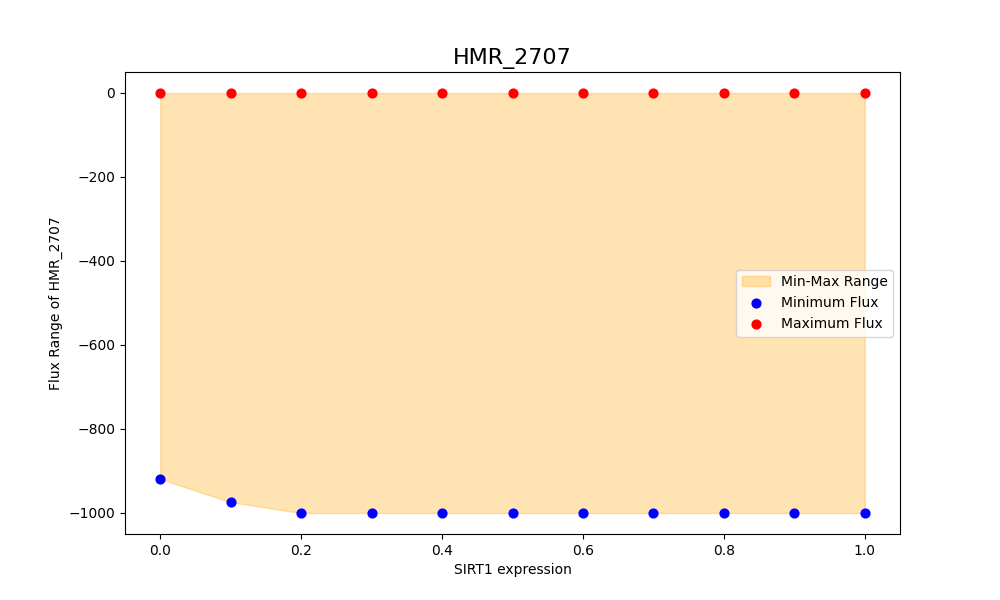 HMR_2707
Flux Range of HMR_2707
0
−200
−400
−600
−800
−1000
Min-Max Range
Minimum Flux
Maximum Flux
0.0 0.2 0.4 0.6 0.8 1.0
SIRT1 expression